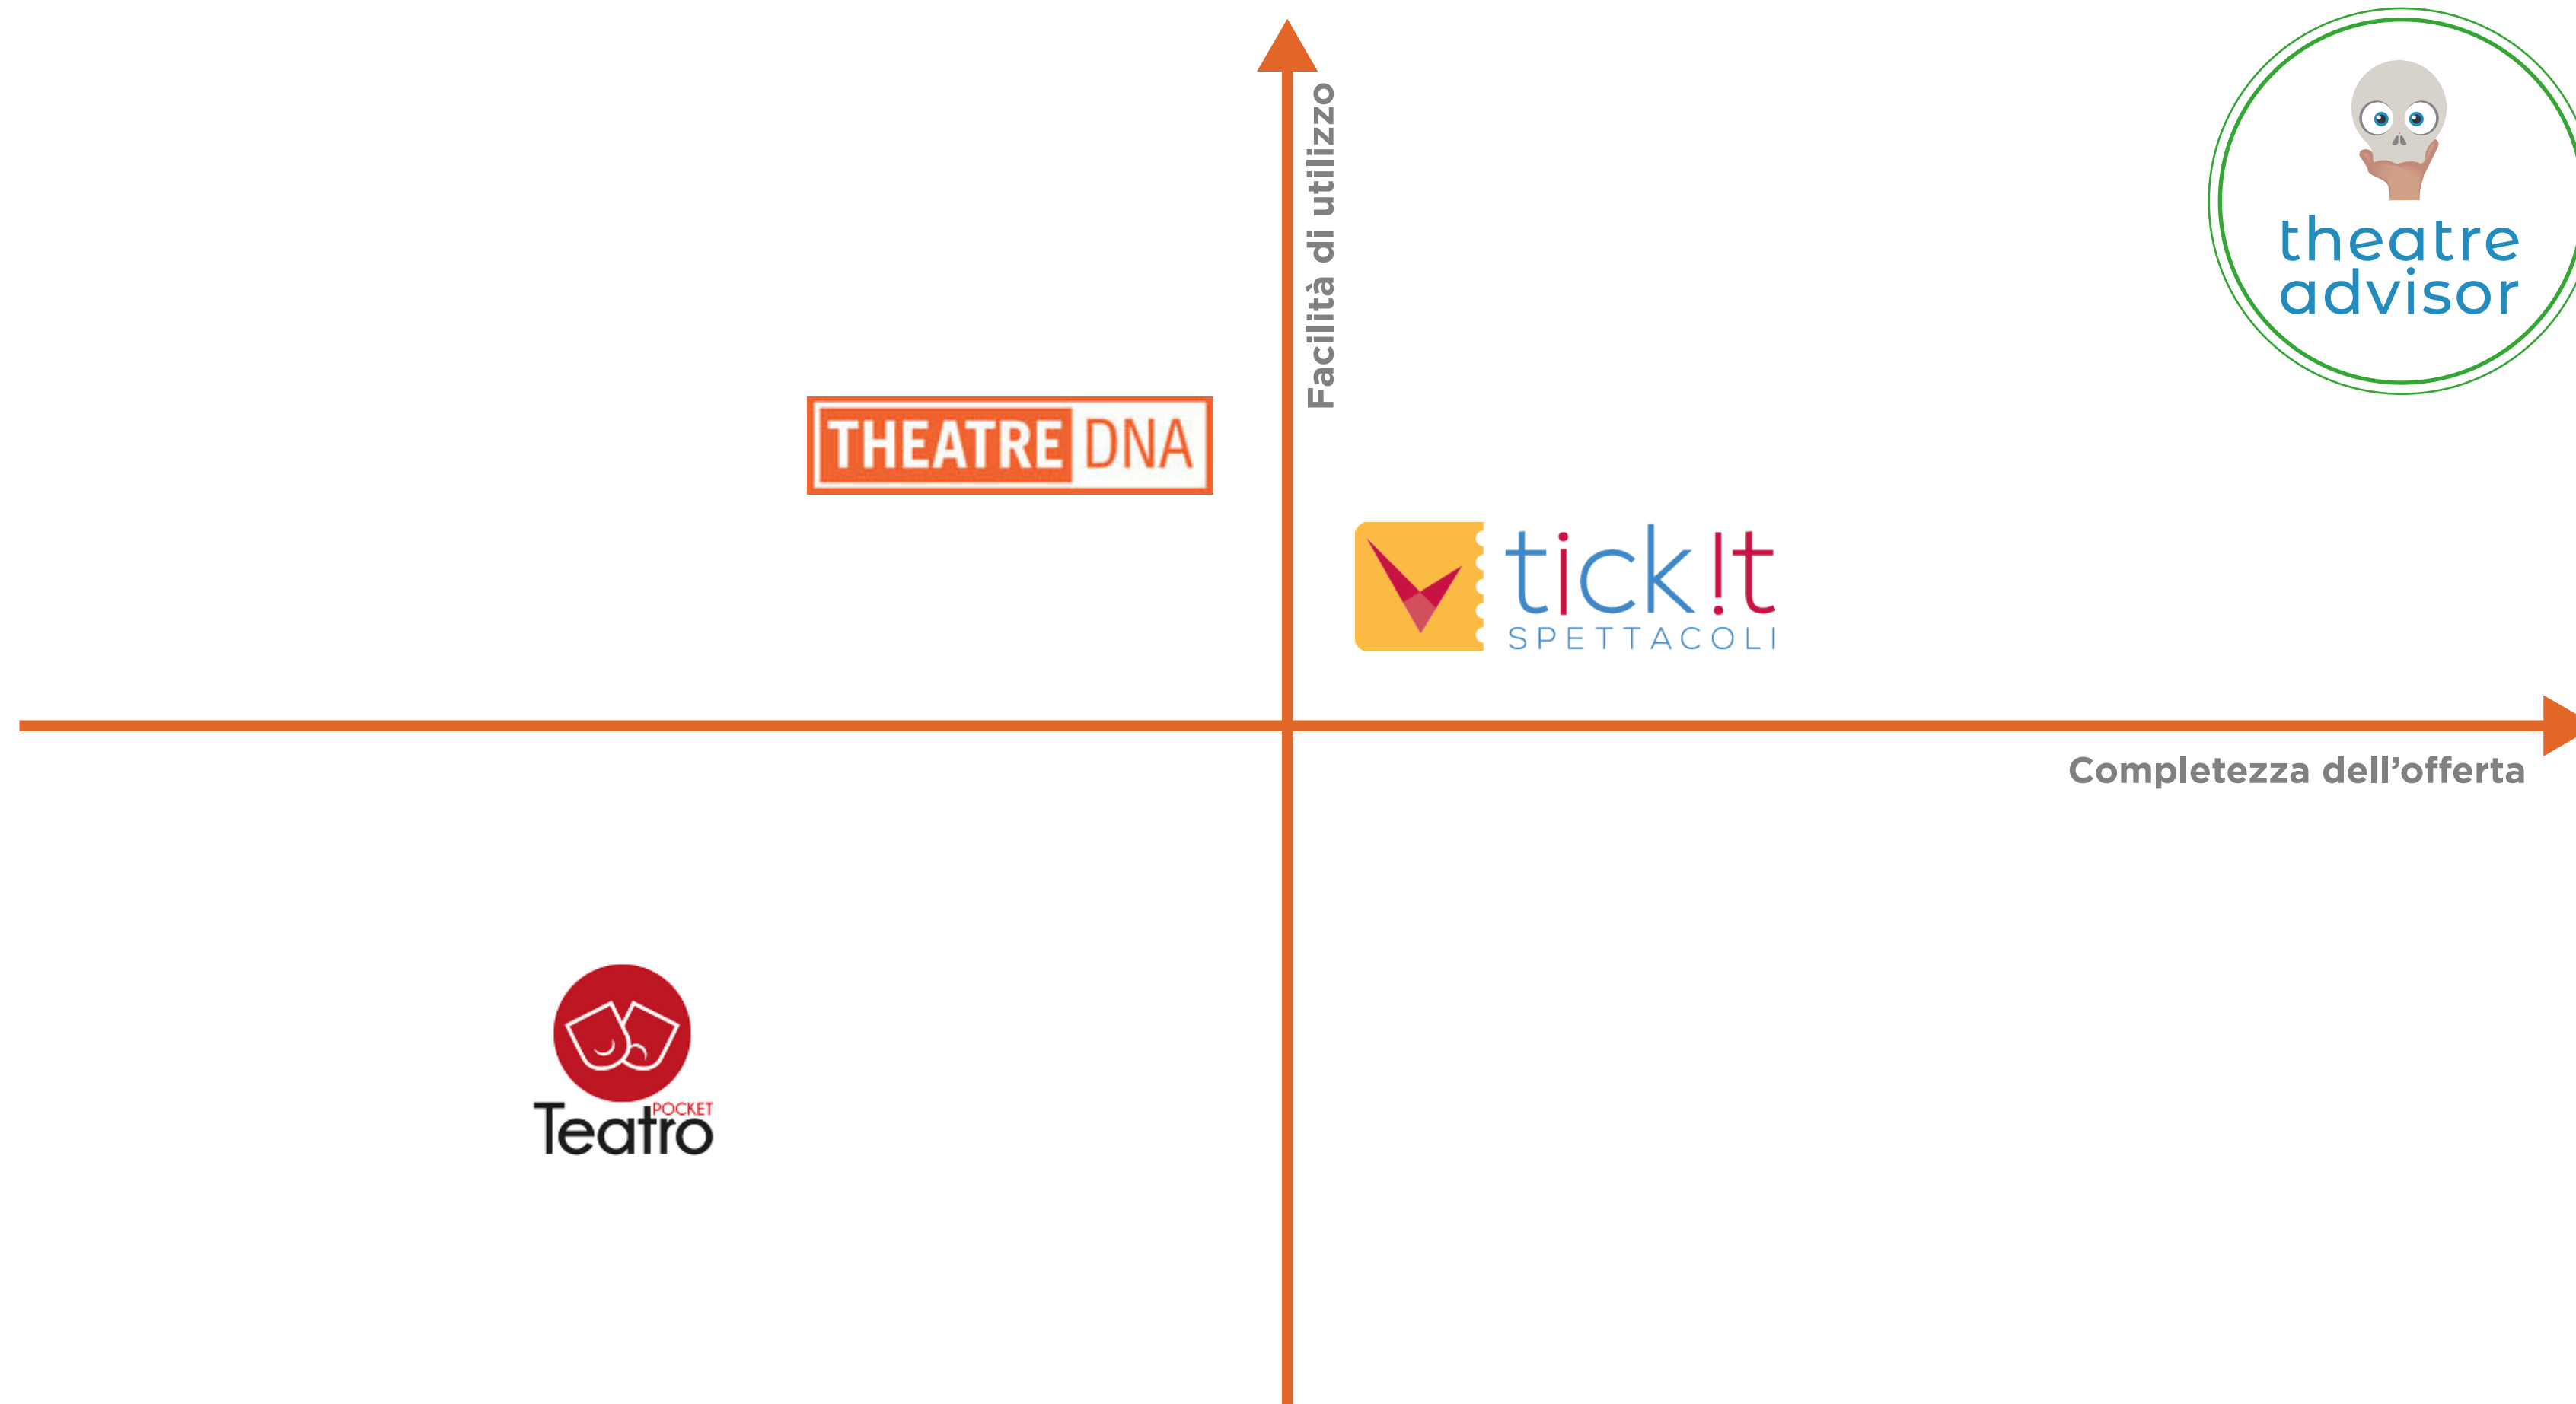 Facilità di utilizzo
theatre
advisor
THEATRE DNA
tick!t
SPETTACOLI
Completezza dell’offerta
POCKET
Teatro